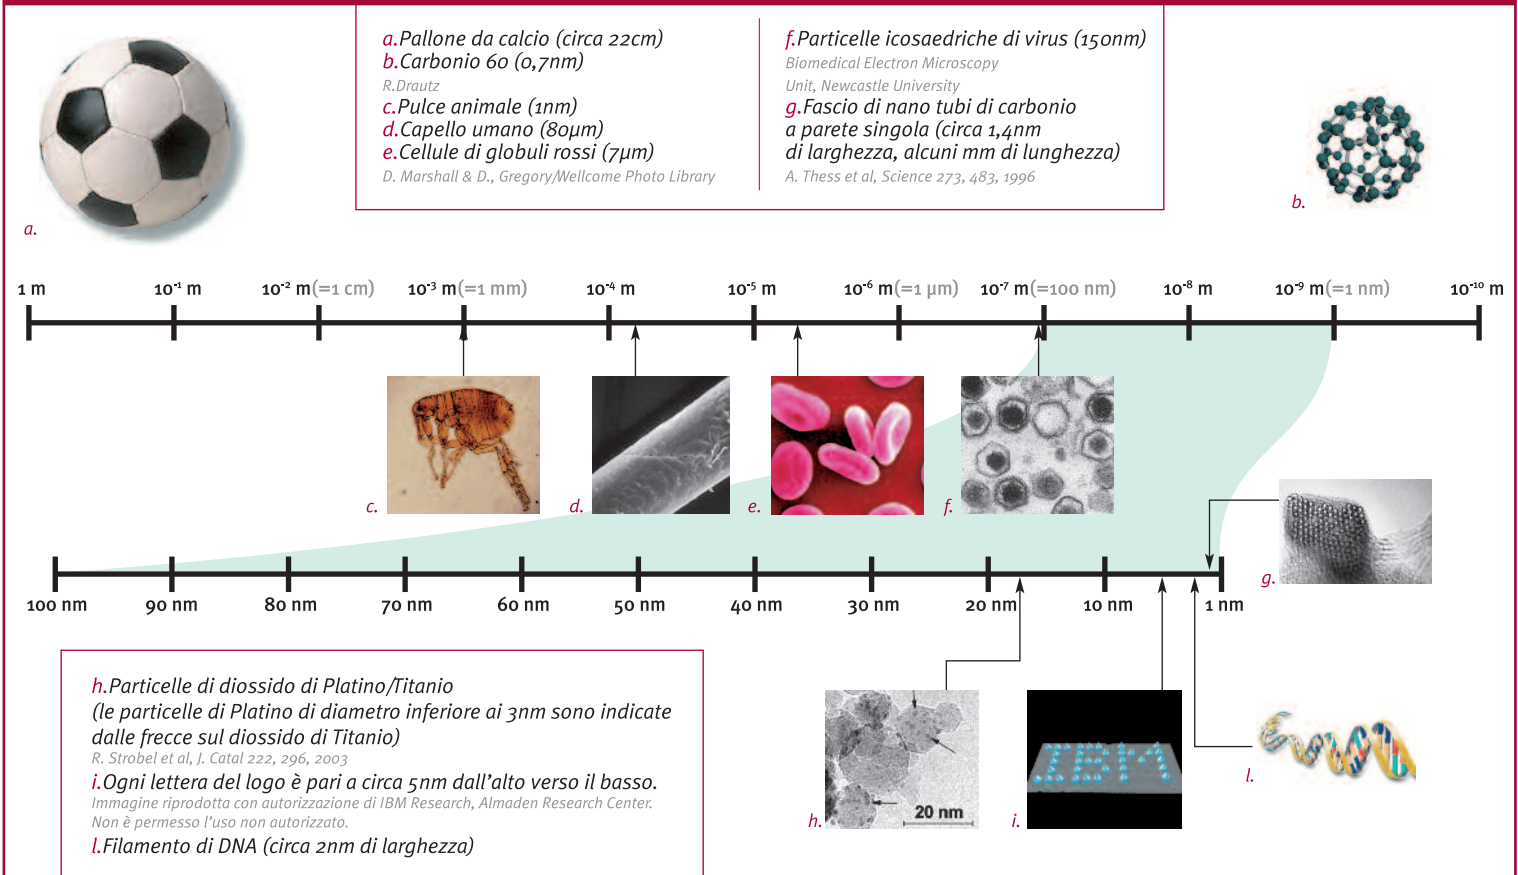 a.Pallone da calcio (circa 22cm)
b.Carbonio 60 (0,7nm)
R.Drautz
c.Pulce animale (1nm)
d.Capello umano (80µm)
e.Cellule di globuli rossi (7µm)
D. Marshall & D., Gregory/Wellcome Photo Library
f.Particelle icosaedriche di virus (150nm)
Biomedical Electron Microscopy
Unit, Newcastle University
g.Fascio di nano tubi di carbonio
a parete singola (circa 1,4nm
di larghezza, alcuni mm di lunghezza)
A. Thess et al, Science 273, 483, 1996
a.
b.
1 m 10⁻¹ m 10⁻² m(=1 cm) 10⁻³ m(=1 mm) 10⁻⁴ m 10⁻⁵ m 10⁻⁶ m(=1 µm) 10⁻⁷ m(=100 nm) 10⁻⁸ m 10⁻⁹ m(=1 nm) 10⁻¹⁰ m
c.
d.
e.
f.
g.
100 nm 90 nm 80 nm 70 nm 60 nm 50 nm 40 nm 30 nm 20 nm 10 nm 1 nm
h.Particelle di diossido di Platino/Titanio
(le particelle di Platino di diametro inferiore ai 3nm sono indicate
dalle frecce sul diossido di Titanio)
R. Strobel et al, J. Catal 222, 296, 2003
i.Ogni lettera del logo è pari a circa 5nm dall'alto verso il basso.
Immagine riprodotta con autorizzazione di IBM Research, Almaden Research Center.
Non è permesso l'uso non autorizzato.
l.Filamento di DNA (circa 2nm di larghezza)
h.
20 nm
i.
IBM
l.